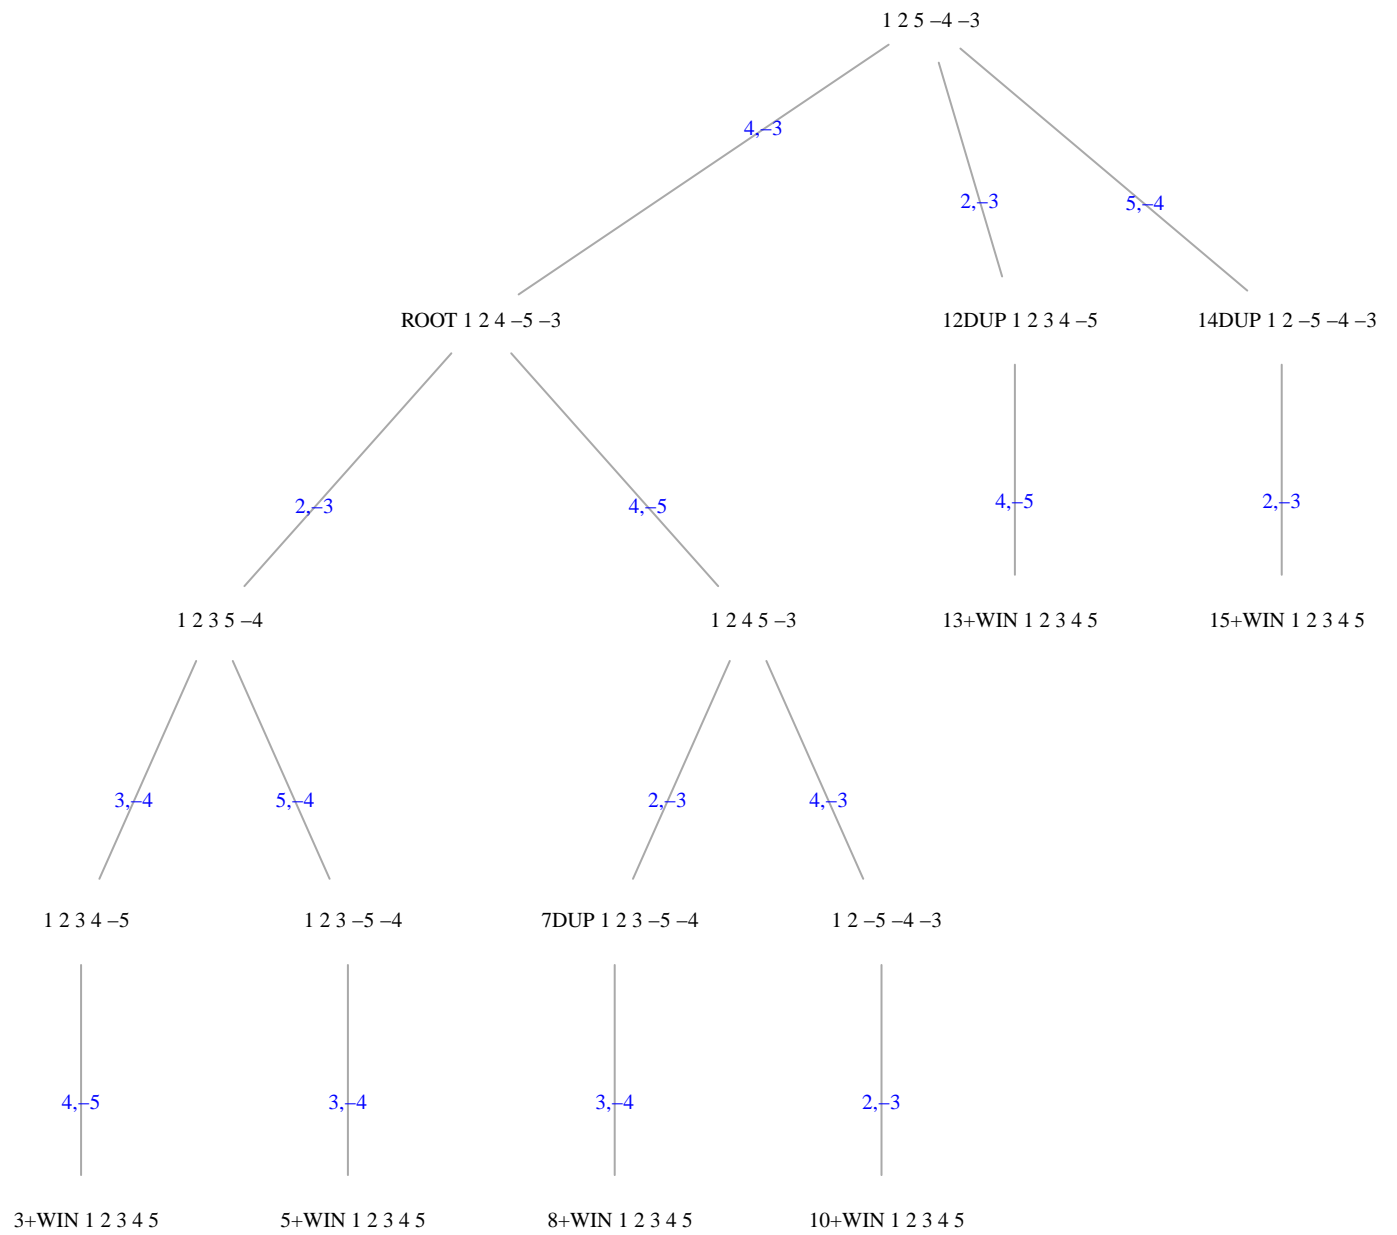 1 2 5 –4 –3
4,–3
2,–3
5,–4
ROOT 1 2 4 –5 –3
12DUP 1 2 3 4 –5
14DUP 1 2 –5 –4 –3
2,–3
4,–5
4,–5
2,–3
1 2 3 5 –4
1 2 4 5 –3
13+WIN 1 2 3 4 5
15+WIN 1 2 3 4 5
3,–4
5,–4
2,–3
4,–3
1 2 3 4 –5
1 2 3 –5 –4
7DUP 1 2 3 –5 –4
1 2 –5 –4 –3
4,–5
3,–4
3,–4
2,–3
3+WIN 1 2 3 4 5
5+WIN 1 2 3 4 5
8+WIN 1 2 3 4 5
10+WIN 1 2 3 4 5